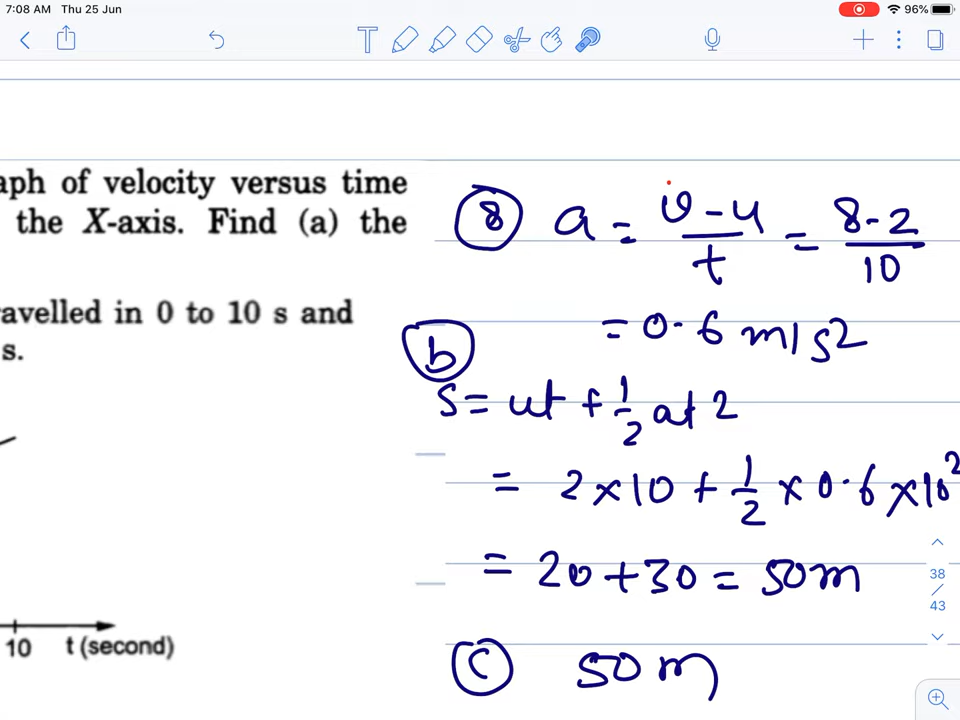 7:08 AM Thu 25 Jun
96%
T
aph of velocity versus time
the X-axis. Find (a) the
avelled in 0 to 10 s and
s.
10 t (second)
8 a = v-u / t = 8-2 / 10
= 0.6 m/s2
b
s = ut + 1/2 at 2
= 2×10 + 1/2 × 0.6 × 10²
= 20 + 30 = 50m
c 50 m
38
/
43